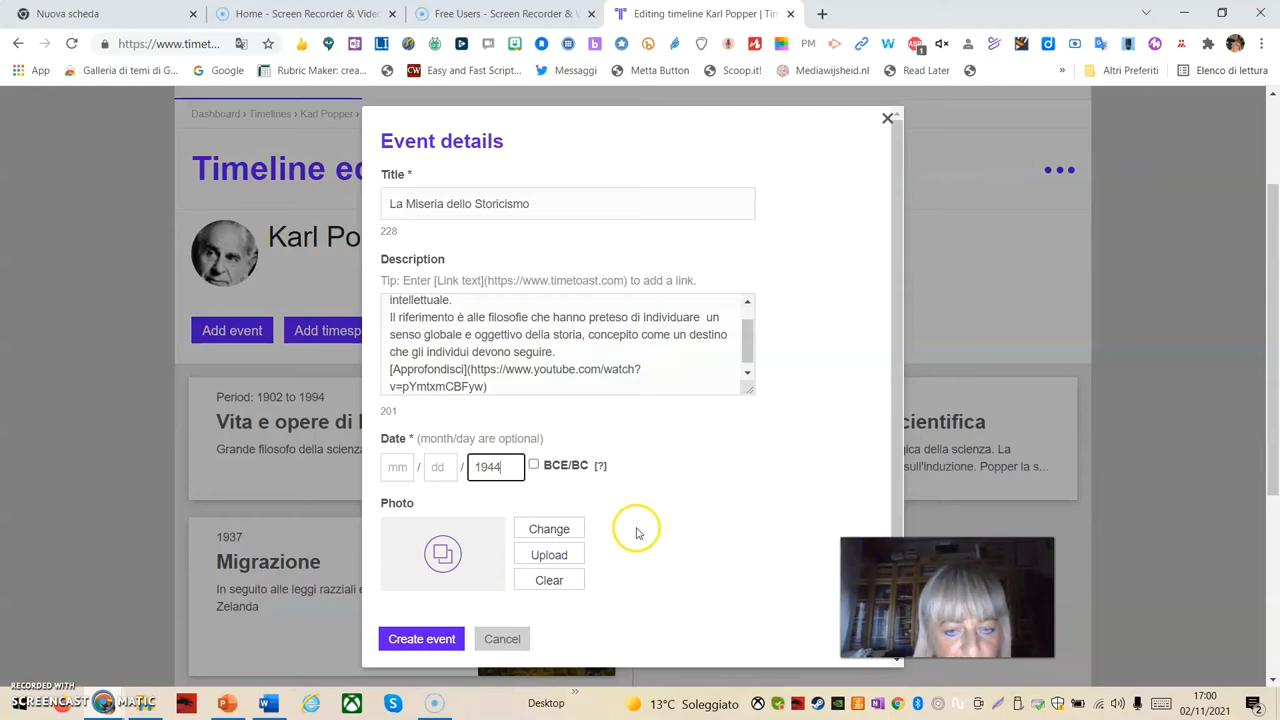 Nuova scheda
Home | Screencast-O-Matic
Free Users - Screen Recorder & V
Editing timeline Karl Popper | Tim
https://www.timet...
PM
App
Galleria di temi di G...
Google
Rubric Maker: crea...
CW
Easy and Fast Script...
Messaggi
Metta Button
Scoop.it!
Mediawijsheid.nl
Read Later
»
Altri Preferiti
Elenco di lettura
Dashboard › Timelines › Karl Popper ›
Timeline ed
Karl Po
Add event
Add timesp
Period: 1902 to 1994
Vita e opere di
Grande filosofo della scienza
cientifica
gica della scienza. La
sull'induzione. Popper la s...
1937
Migrazione
In seguito alle leggi razziali e
Zelanda
Event details
Title *
La Miseria dello Storicismo
228
Description
Tip: Enter [Link text](https://www.timetoast.com) to add a link.
intellettuale.
Il riferimento è alle filosofie che hanno preteso di individuare un
senso globale e oggettivo della storia, concepito come un destino
che gli individui devono seguire.
[Approfondisci](https://www.youtube.com/watch?
v=pYmtxmCBFyw)
201
Date * (month/day are optional)
mm / dd / 1944 BCE/BC [?]
Photo
Change
Upload
Clear
Create event
Cancel
RECORDED WITH
SCREENCAST MATIC
Desktop
»
13°C Soleggiato
17:00
02/11/2021
2